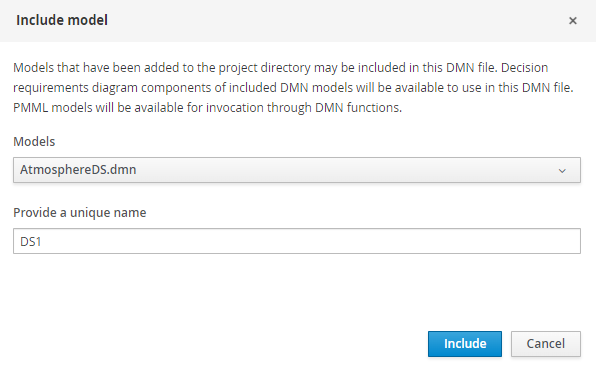 Include model
×
Models that have been added to the project directory may be included in this DMN file. Decision
requirements diagram components of included DMN models will be available to use in this DMN file.
PMML models will be available for invocation through DMN functions.
Models
AtmosphereDS.dmn
Provide a unique name
DS1
Include
Cancel